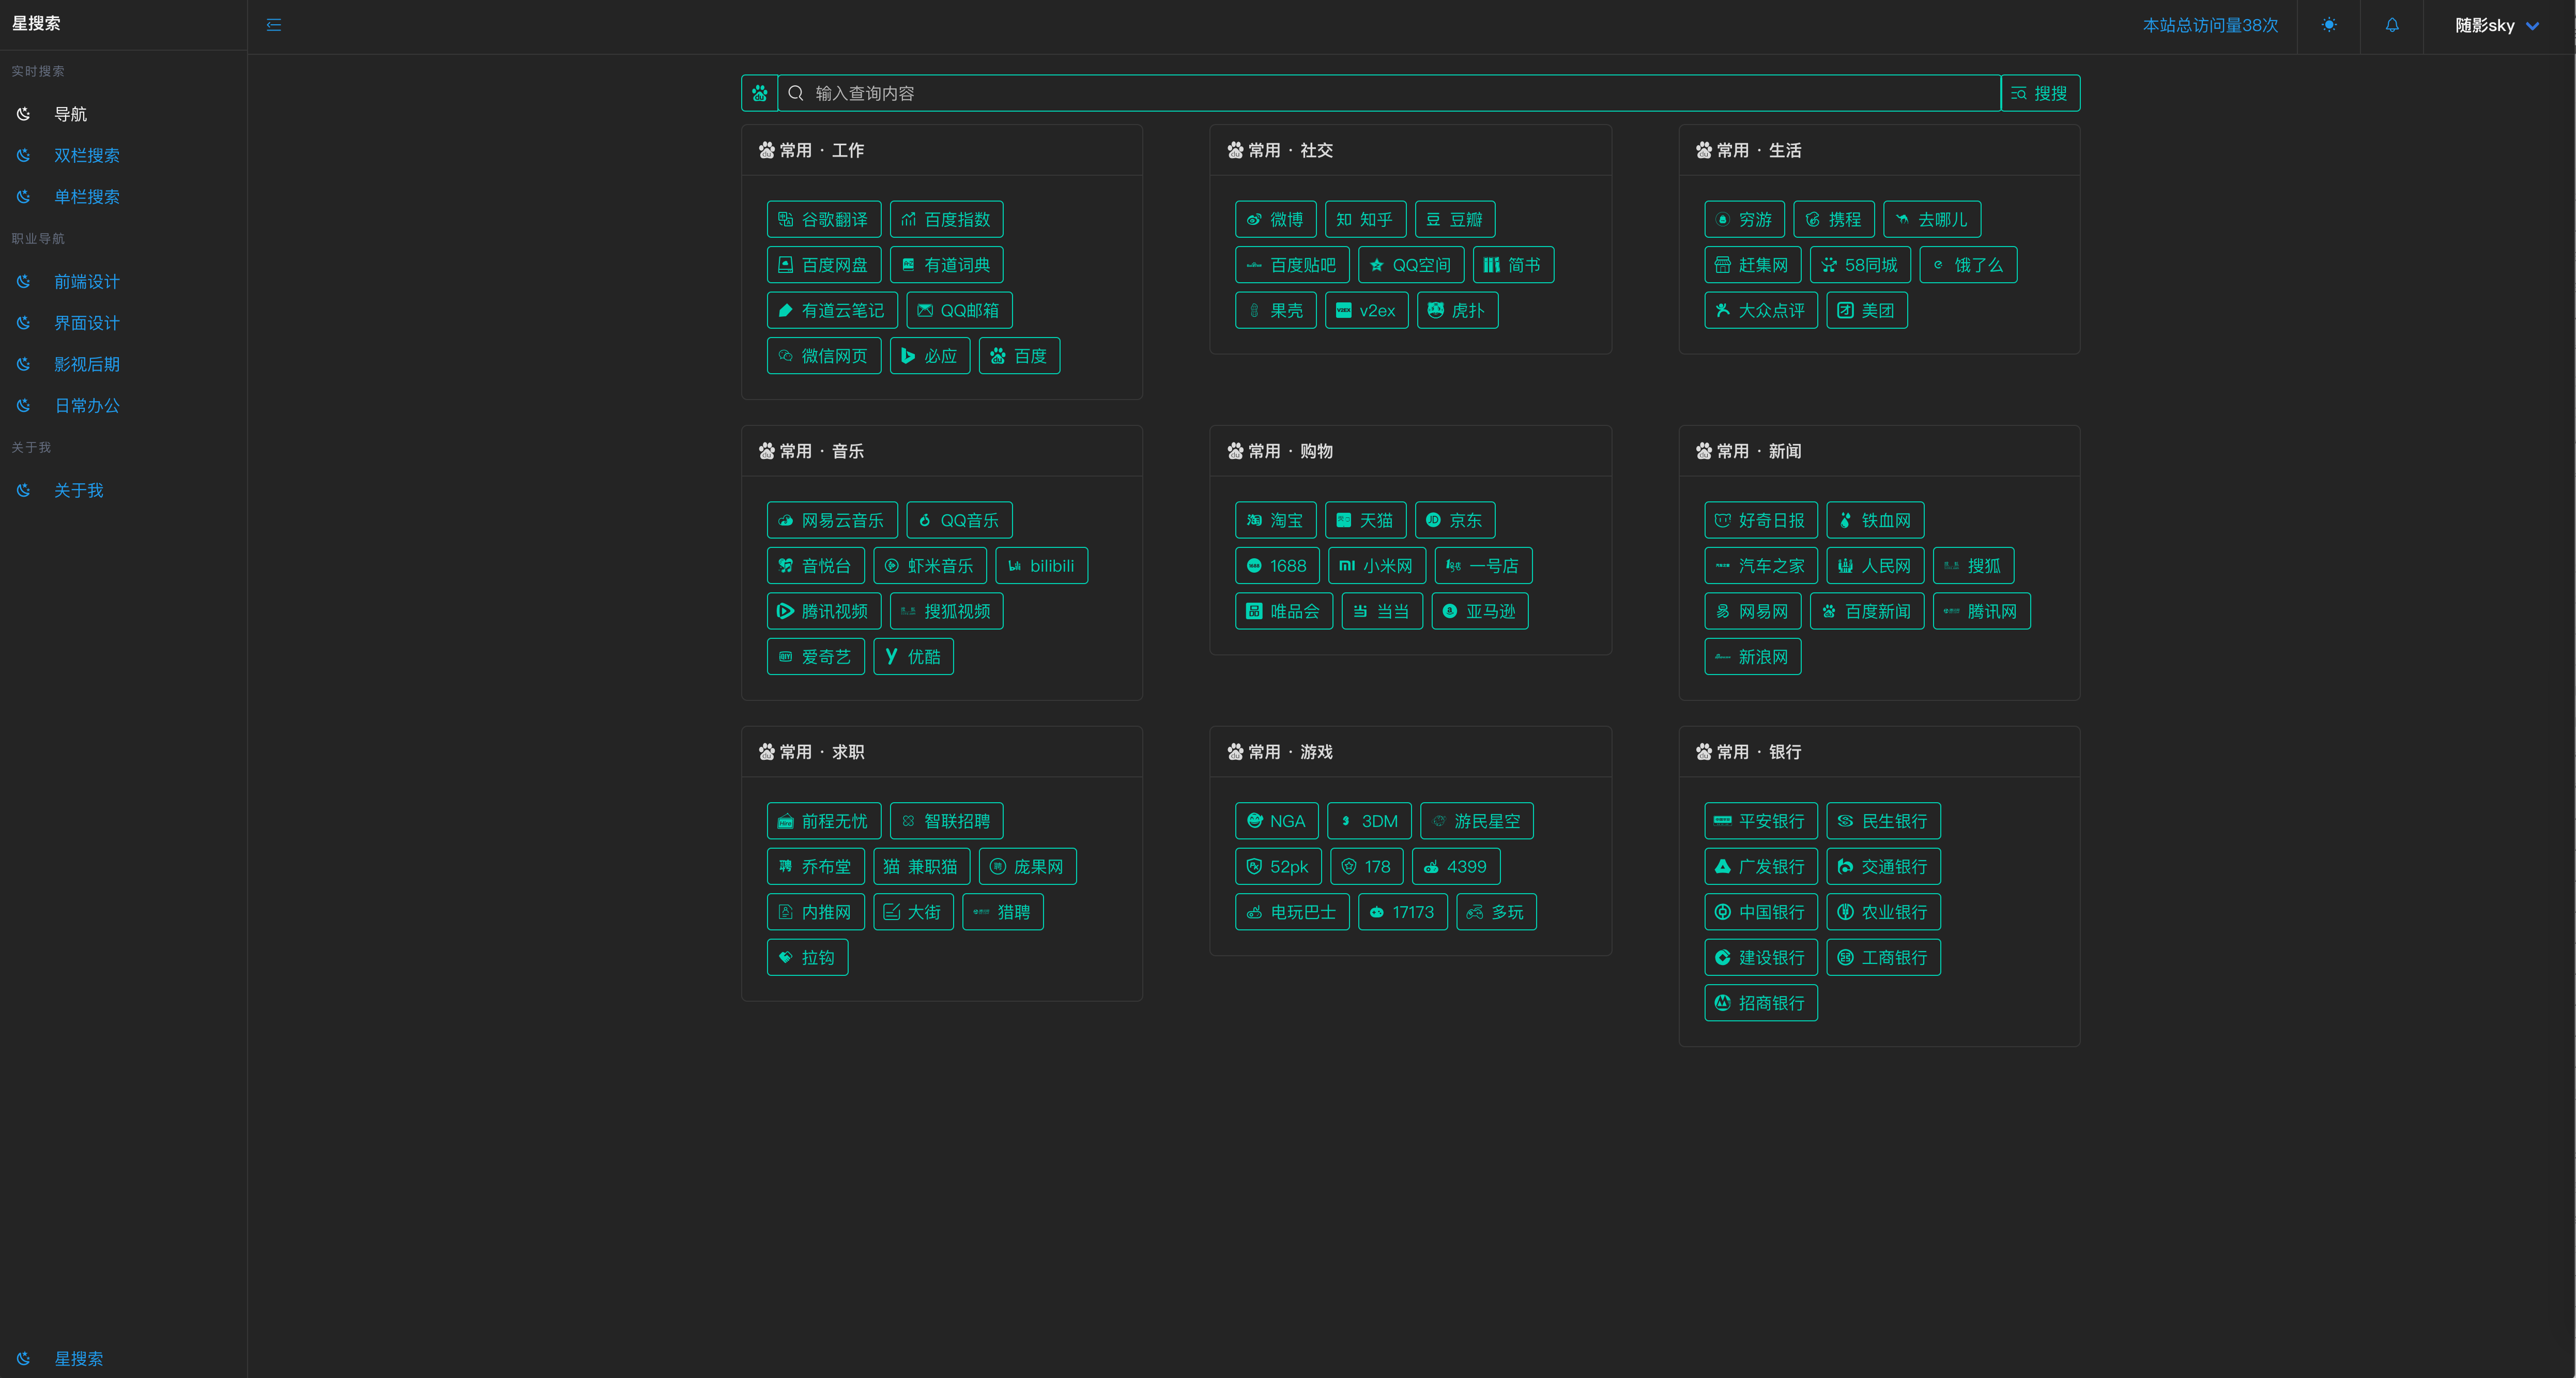 星搜索
实时搜索
导航
双栏搜索
单栏搜索
职业导航
前端设计
界面设计
影视后期
日常办公
关于我
关于我
星搜索
本站总访问量38次
随影sky
输入查询内容
搜搜
常用 · 工作
谷歌翻译 百度指数
百度网盘 有道词典
有道云笔记 QQ邮箱
微信网页 必应 百度
常用 · 社交
微博 知 知乎 豆 豆瓣
百度贴吧 QQ空间 简书
果壳 v2ex 虎扑
常用 · 生活
穷游 携程 去哪儿
赶集网 58同城 饿了么
大众点评 美团
常用 · 音乐
网易云音乐 QQ音乐
音悦台 虾米音乐 bilibili
腾讯视频 搜狐视频
爱奇艺 优酷
常用 · 购物
淘宝 天猫 京东
1688 小米网 一号店
唯品会 当 当当 亚马逊
常用 · 新闻
好奇日报 铁血网
汽车之家 人民网 搜狐
网易网 百度新闻 腾讯网
新浪网
常用 · 求职
前程无忧 智联招聘
聘 乔布堂 猫 兼职猫 庞果网
内推网 大街 猎聘
拉钩
常用 · 游戏
NGA 3DM 游民星空
52pk 178 4399
电玩巴士 17173 多玩
常用 · 银行
平安银行 民生银行
广发银行 交通银行
中国银行 农业银行
建设银行 工商银行
招商银行